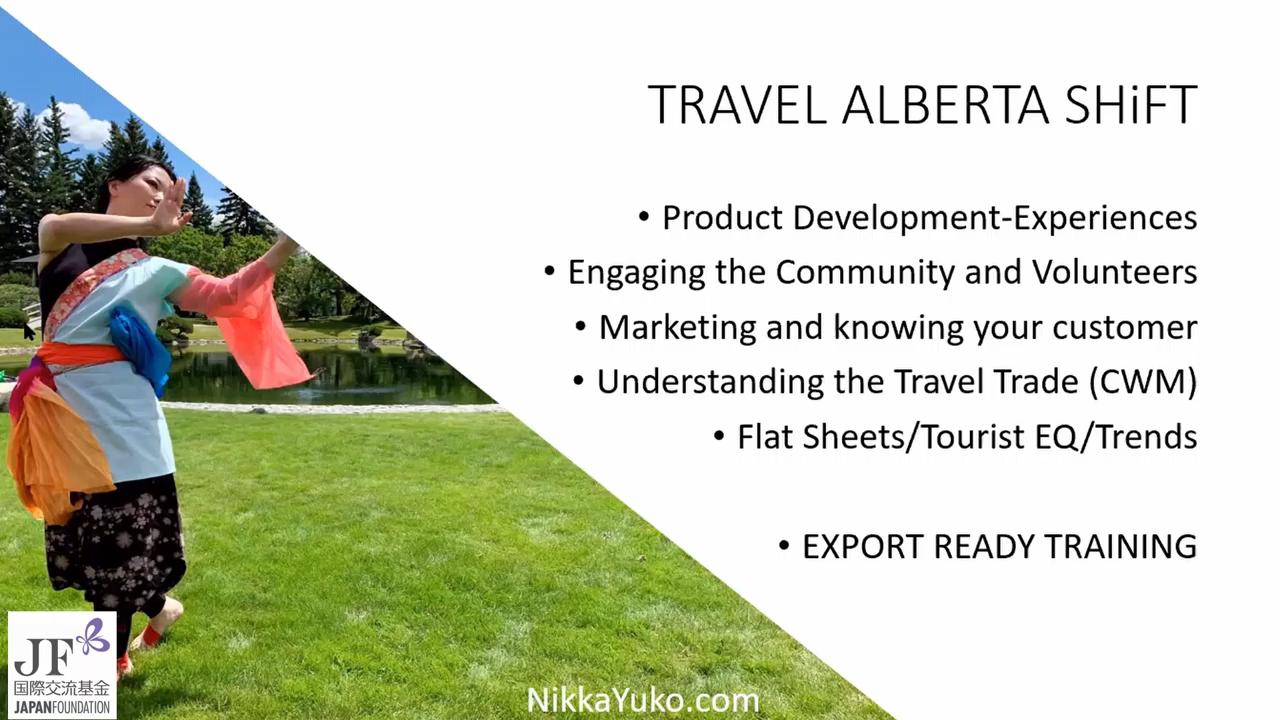 TRAVEL ALBERTA SHiFT
• Product Development-Experiences
• Engaging the Community and Volunteers
• Marketing and knowing your customer
• Understanding the Travel Trade (CWM)
• Flat Sheets/Tourist EQ/Trends
• EXPORT READY TRAINING
JF
国際交流基金
JAPANFOUNDATION
NikkaYuko.com